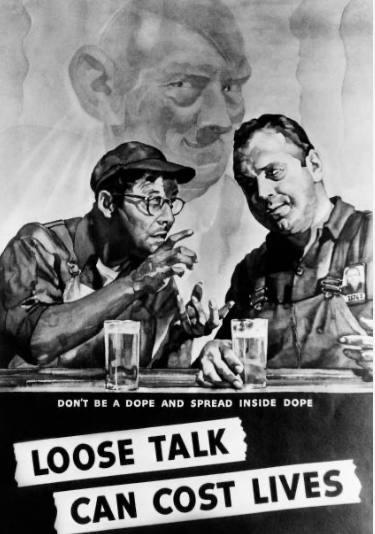 DON'T BE A DOPE AND SPREAD INSIDE DOPE
LOOSE TALK
CAN COST LIVES